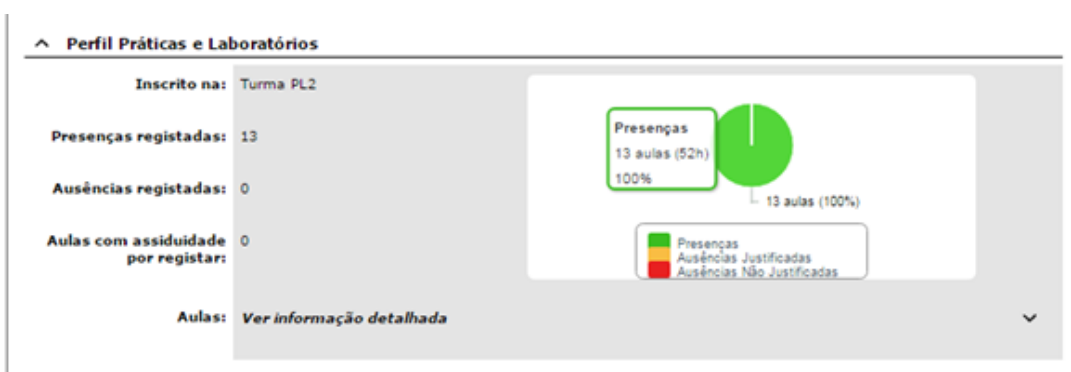 Perfil Práticas e Laboratórios
Inscrito na: Turma PL2
Presenças registadas: 13
Ausências registadas: 0
Aulas com assiduidade por registar: 0
Aulas: Ver informação detalhada
Presenças
13 aulas (52h)
100%
13 aulas (100%)
Presenças
Ausências Justificadas
Ausências Não Justificadas